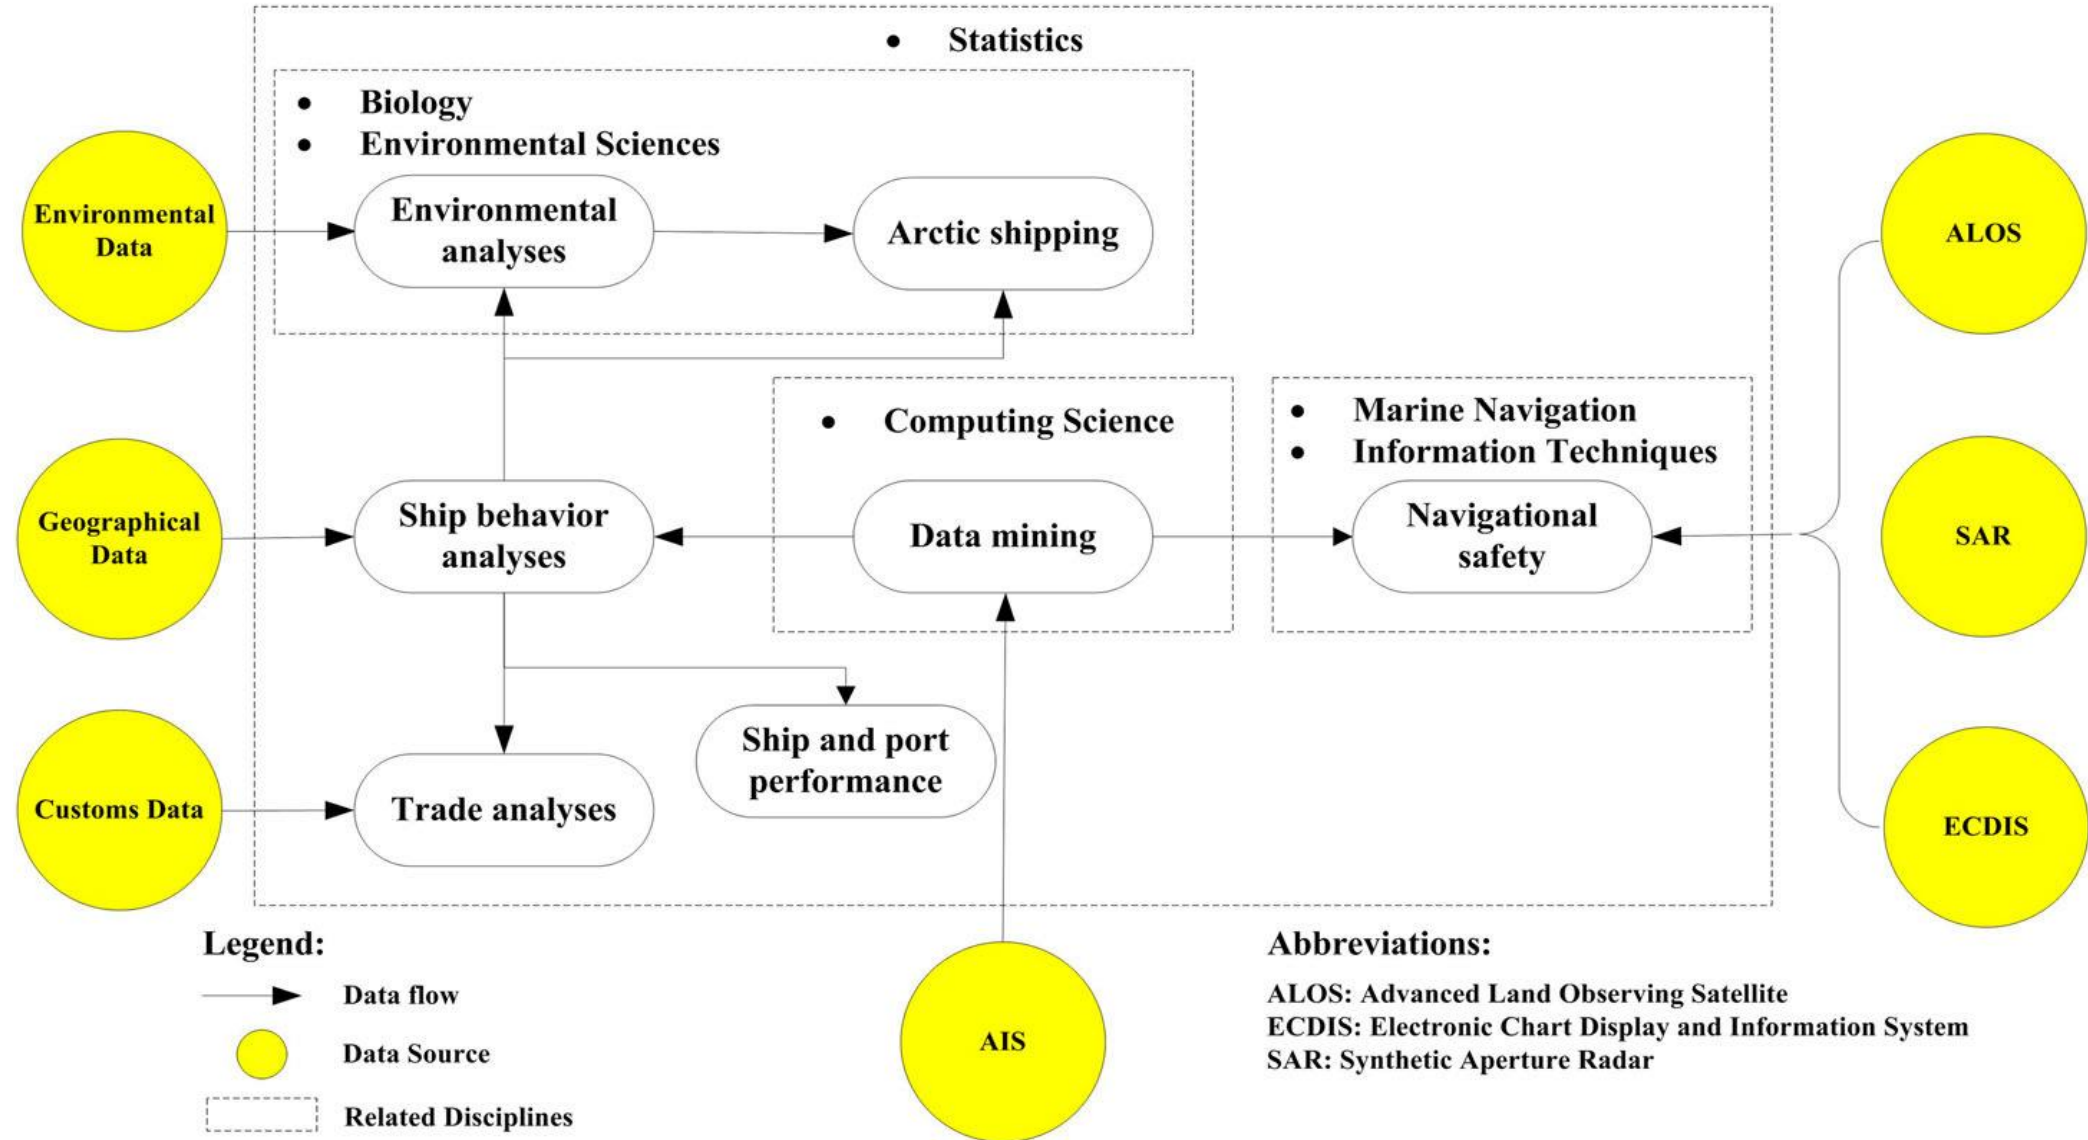 • Statistics
• Biology
• Environmental Sciences
Environmental
Data
Environmental
analyses
Arctic shipping
ALOS
• Computing Science
• Marine Navigation
• Information Techniques
Geographical
Data
Ship behavior
analyses
Data mining
Navigational
safety
SAR
Customs Data
Trade analyses
Ship and port
performance
ECDIS
AIS
Legend:
Data flow
Data Source
Related Disciplines
Abbreviations:
ALOS: Advanced Land Observing Satellite
ECDIS: Electronic Chart Display and Information System
SAR: Synthetic Aperture Radar